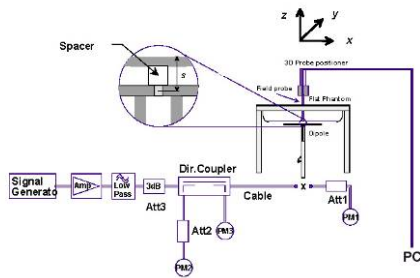 z
y
x
Spacer
s
3D Probe positioner
Field probe
Flat Phantom
Dipole
Dir.Coupler
Signal
Generato
Amp
Low
Pass
3dB
Att3
Cable
x
Att1
Att2
PM3
PM1
PM2
PC